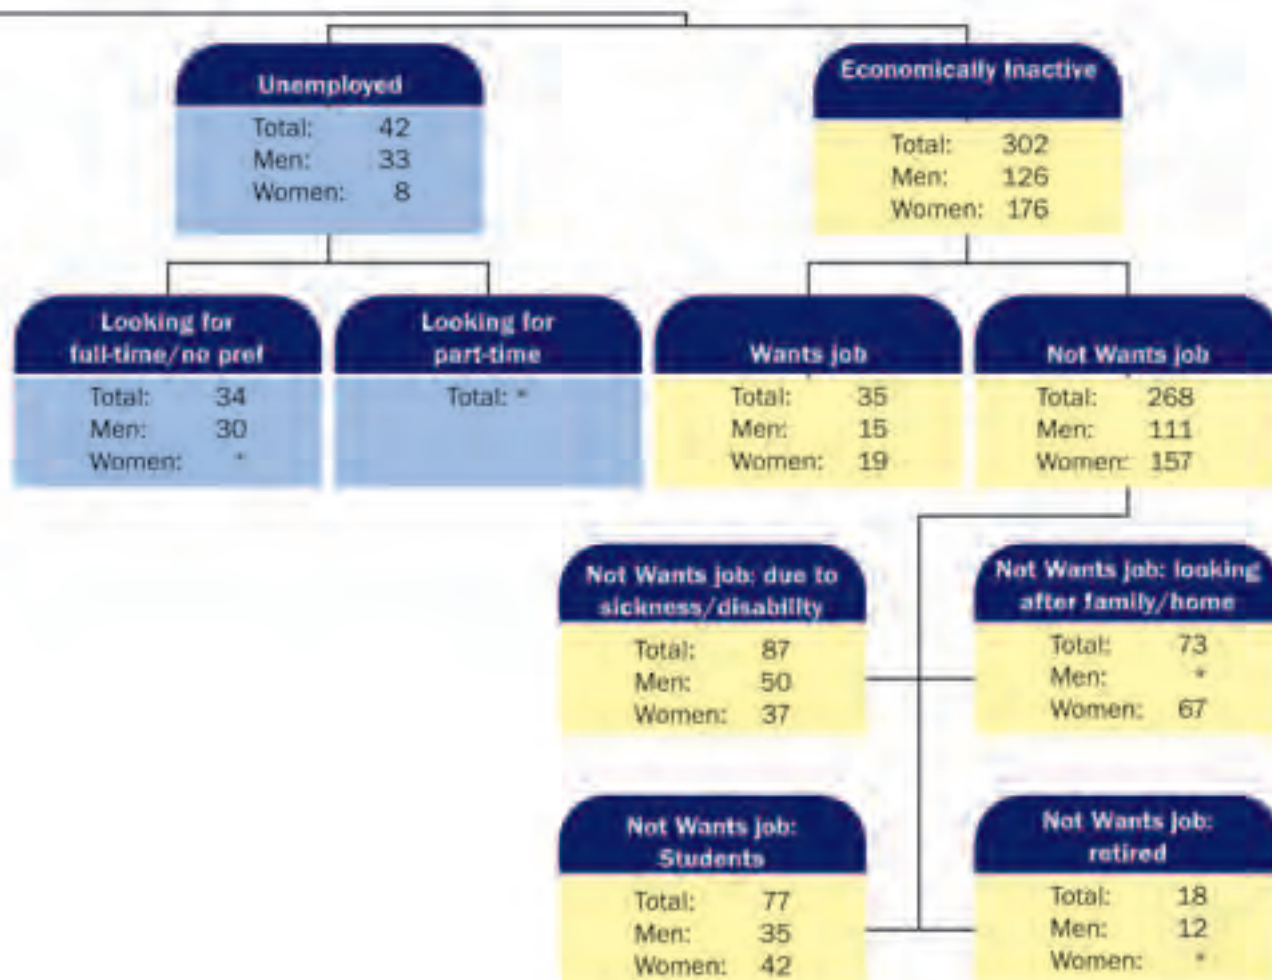 Unemployed
Total: 42
Men: 33
Women: 8
Economically Inactive
Total: 302
Men: 126
Women: 176
Looking for
full-time/no pref
Total: 34
Men: 30
Women: *
Looking for
part-time
Total: *
Wants job
Total: 35
Men: 15
Women: 19
Not Wants job
Total: 268
Men: 111
Women: 157
Not Wants job: due to
sickness/disability
Total: 87
Men: 50
Women: 37
Not Wants job: looking
after family/home
Total: 73
Men: *
Women: 67
Not Wants job:
Students
Total: 77
Men: 35
Women: 42
Not Wants job:
retired
Total: 18
Men: 12
Women: *